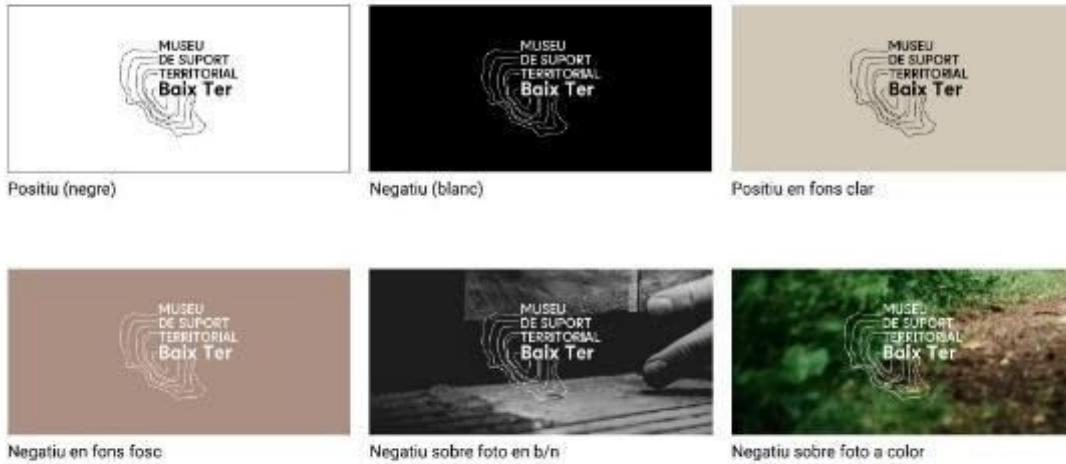 MUSEU
DE SUPORT
TERRITORIAL
Baix Ter
Positiu (negre)
MUSEU
DE SUPORT
TERRITORIAL
Baix Ter
Negatiu (blanc)
MUSEU
DE SUPORT
TERRITORIAL
Baix Ter
Positiu en fons clar
MUSEU
DE SUPORT
TERRITORIAL
Baix Ter
Negatiu en fons fosc
MUSEU
DE SUPORT
TERRITORIAL
Baix Ter
Negatiu sobre foto en b/n
MUSEU
DE SUPORT
TERRITORIAL
Baix Ter
Negatiu sobre foto a color